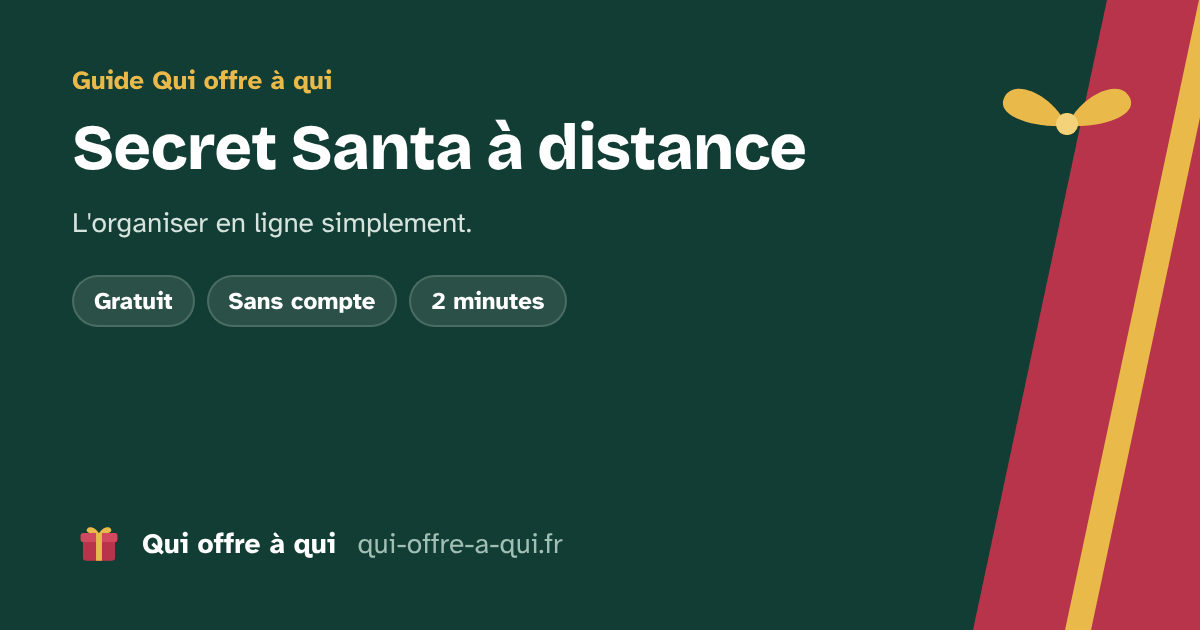 Guide Qui offre à qui
Secret Santa à distance
L'organiser en ligne simplement.
Gratuit Sans compte 2 minutes
Qui offre à qui qui-offre-a-qui.fr